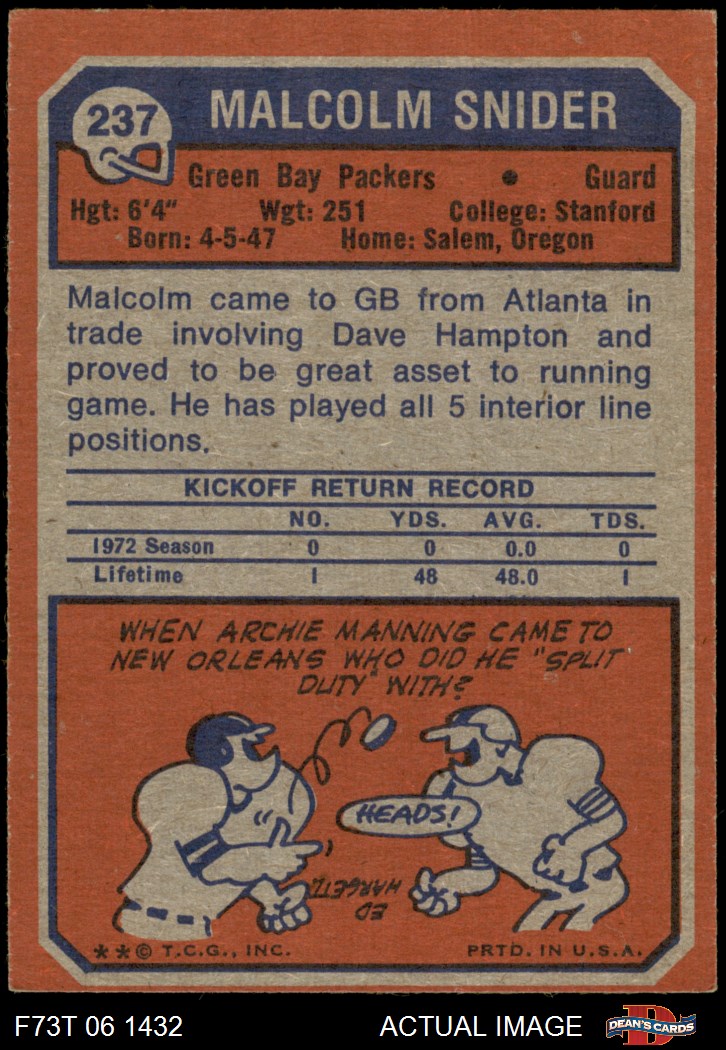 237
MALCOLM SNIDER
Green Bay Packers • Guard
Hgt: 6'4" Wgt: 251 College: Stanford
Born: 4-5-47 Home: Salem, Oregon
Malcolm came to GB from Atlanta in
trade involving Dave Hampton and
proved to be great asset to running
game. He has played all 5 interior line
positions.
KICKOFF RETURN RECORD
NO. YDS. AVG. TDS.
1972 Season 0 0 0.0 0
Lifetime 1 48 48.0 1
WHEN ARCHIE MANNING CAME TO
NEW ORLEANS WHO DID HE "SPLIT
DUTY" WITH?
HEADS!
ED
HARGETT
**© T.C.G., INC. PRTD. IN U.S.A.
F73T 06 1432 ACTUAL IMAGE
D
DEAN'S CARDS